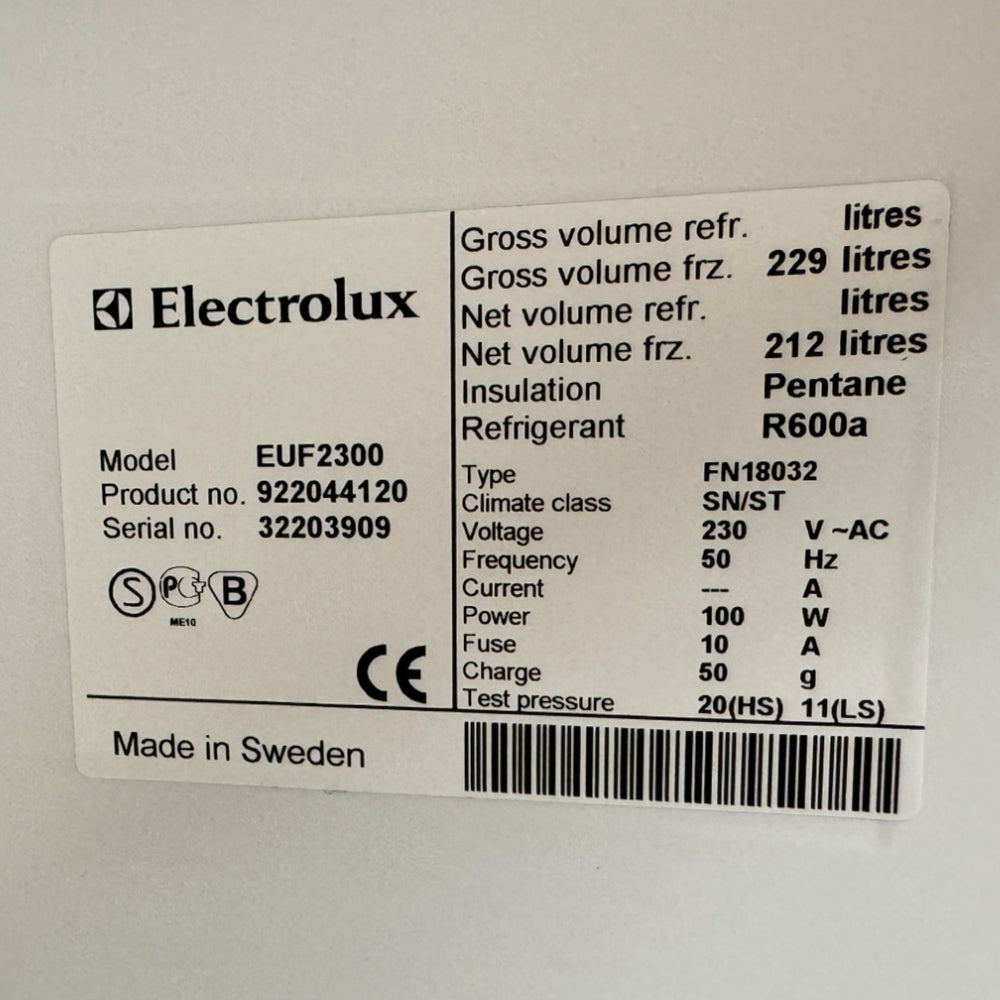 Electrolux
Model EUF2300
Product no. 922044120
Serial no. 32203909
S PCT B
ME10
CE
Made in Sweden
Gross volume refr. litres
Gross volume frz. 229 litres
Net volume refr. litres
Net volume frz. 212 litres
Insulation Pentane
Refrigerant R600a
Type FN18032
Climate class SN/ST
Voltage 230 V ~AC
Frequency 50 Hz
Current --- A
Power 100 W
Fuse 10 A
Charge 50 g
Test pressure 20(HS) 11(LS)